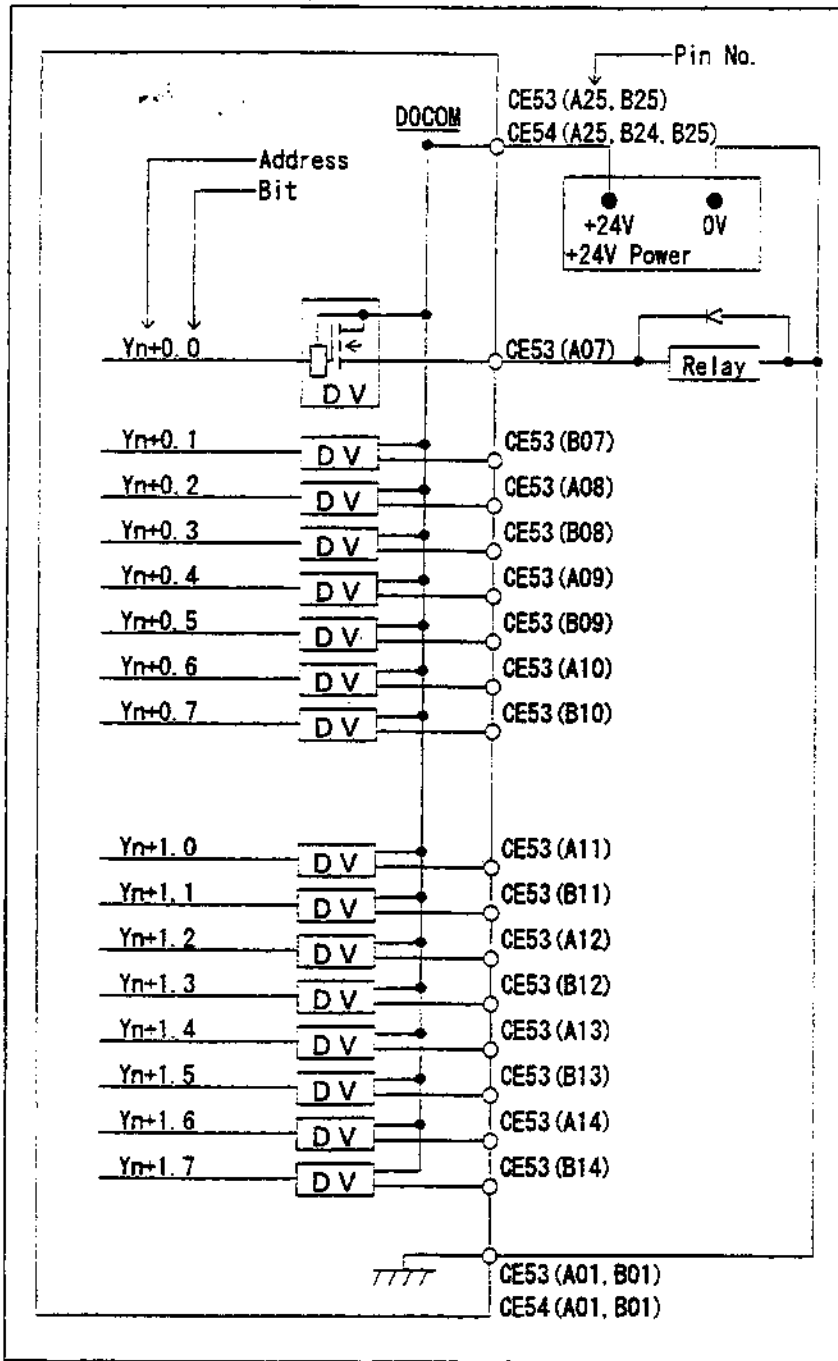 Pin No.
CE53(A25, B25)
DOCOM
CE54(A25, B24, B25)
Address
Bit
+24V 0V
+24V Power
Yn+0.0
CE53(A07)
Relay
DV
Yn+0.1 DV CE53(B07)
Yn+0.2 DV CE53(A08)
Yn+0.3 DV CE53(B08)
Yn+0.4 DV CE53(A09)
Yn+0.5 DV CE53(B09)
Yn+0.6 DV CE53(A10)
Yn+0.7 DV CE53(B10)
Yn+1.0 DV CE53(A11)
Yn+1.1 DV CE53(B11)
Yn+1.2 DV CE53(A12)
Yn+1.3 DV CE53(B12)
Yn+1.4 DV CE53(A13)
Yn+1.5 DV CE53(B13)
Yn+1.6 DV CE53(A14)
Yn+1.7 DV CE53(B14)
CE53(A01, B01)
CE54(A01, B01)